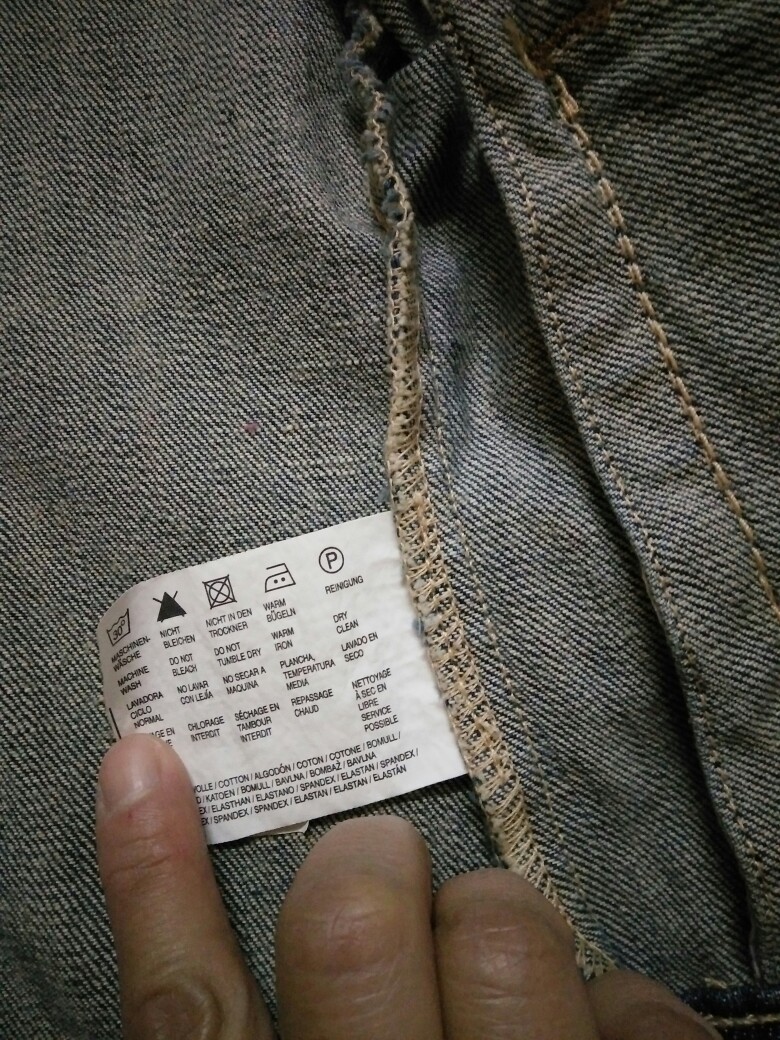 30°
P
MASCHINEN-
WÄSCHE
MACHINE
WASH
LAVADORA
CICLO
NORMAL
NICHT
BLEICHEN
DO NOT
BLEACH
NO LAVAR
CON LEJÍA
CHLORAGE
INTERDIT
NICHT IN DEN
TROCKNER
DO NOT
TUMBLE DRY
NO SECAR A
MAQUINA
SÉCHAGE EN
TAMBOUR
INTERDIT
WARM
BÜGELN
WARM
IRON
PLANCHA,
TEMPERATURA
MEDIA
REPASSAGE
CHAUD
REINIGUNG
DRY
CLEAN
LAVADO EN
SECO
NETTOYAGE
À SEC EN
LIBRE
SERVICE
POSSIBLE
/ COTTON / ALGODÓN / COTON / COTONE / BOMULL /
/ KATOEN / BOMULL / BAVLNA / BOMBAŽ / BAVLNA
/ ELASTHAN / ELASTANO / SPANDEX / ELASTAN / SPANDEX /
/ SPANDEX / SPANDEX / ELASTAN / ELASTAN / ELASTÁN